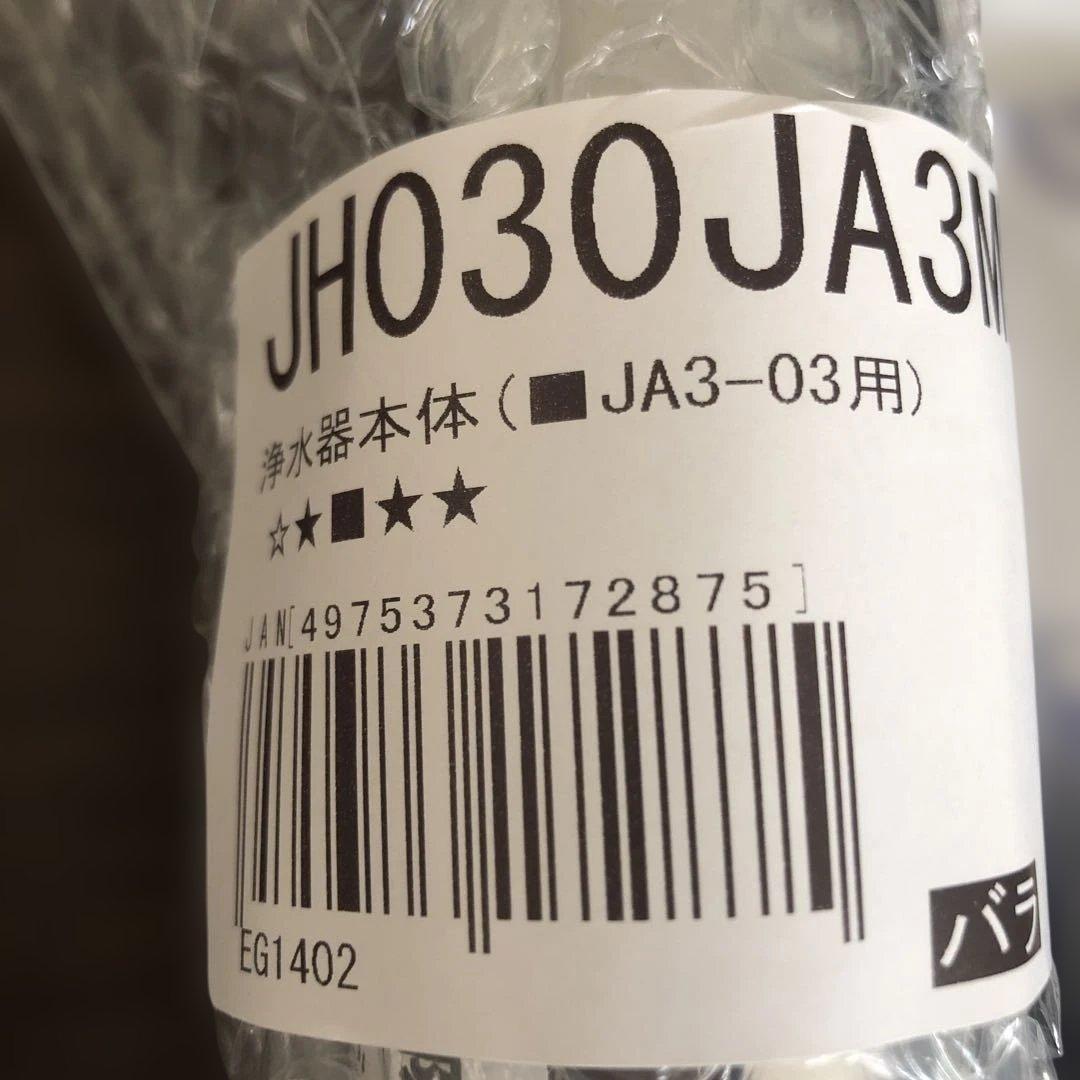 JH030JA3M
浄水器本体(■JA3-03用)
☆★■★★
JAN[4975373172875]
EG1402
バラ